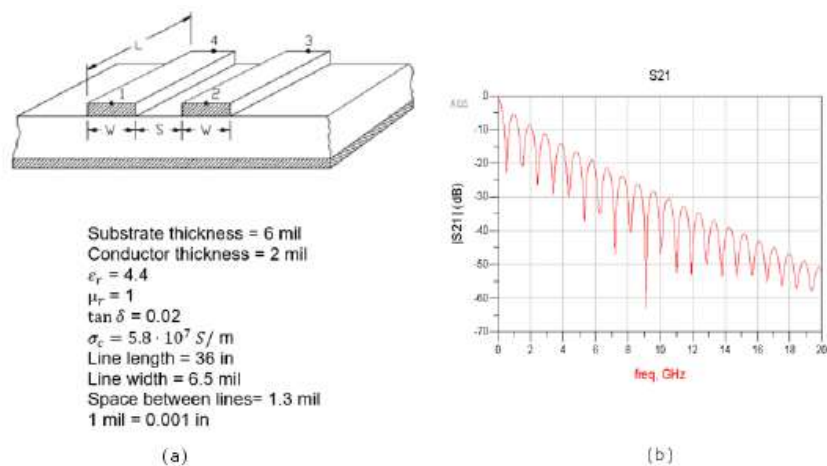 L
4
3
1
2
W
S
W
Substrate thickness = 6 mil
Conductor thickness = 2 mil
εr = 4.4
μr = 1
tan δ = 0.02
σc = 5.8 · 10⁷ S/ m
Line length = 36 in
Line width = 6.5 mil
Space between lines= 1.3 mil
1 mil = 0.001 in
(a)
S21
ADS
|S21| (dB)
0
-10
-20
-30
-40
-50
-60
-70
0 2 4 6 8 10 12 14 16 18 20
freq, GHz
(b)